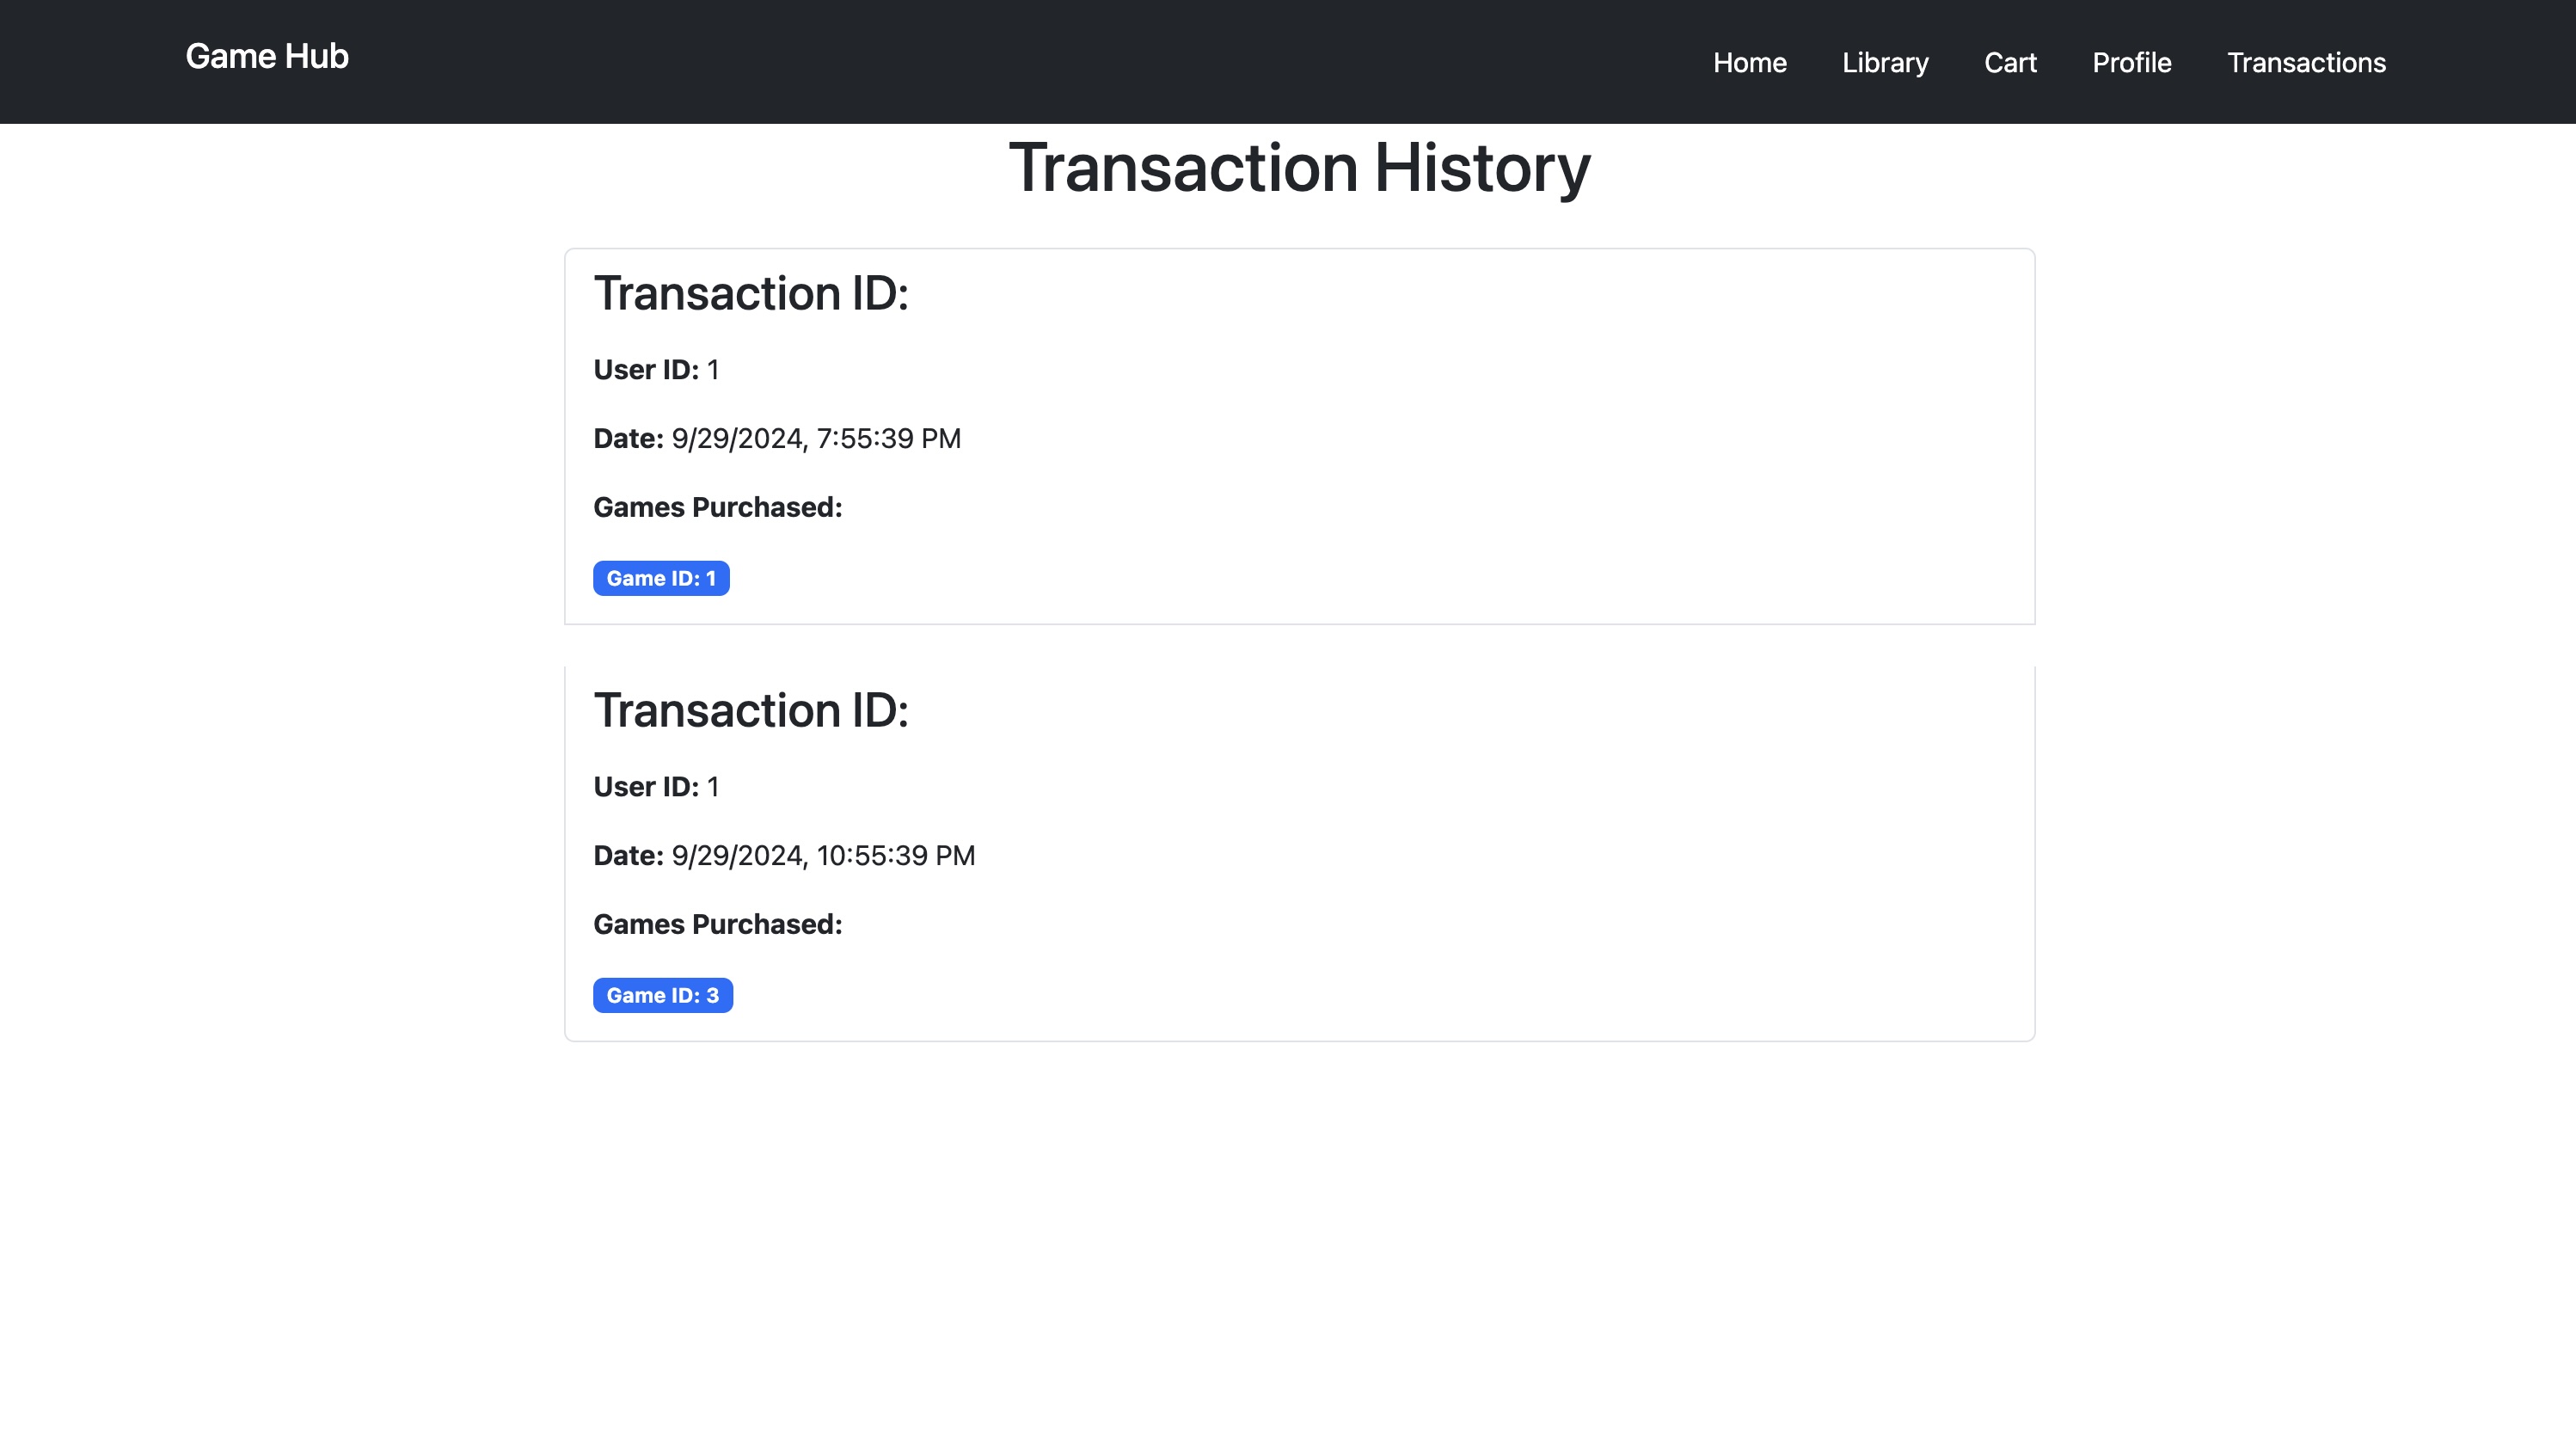 Game Hub
Home Library Cart Profile Transactions
Transaction History
Transaction ID:
User ID: 1
Date: 9/29/2024, 7:55:39 PM
Games Purchased:
Game ID: 1
Transaction ID:
User ID: 1
Date: 9/29/2024, 10:55:39 PM
Games Purchased:
Game ID: 3